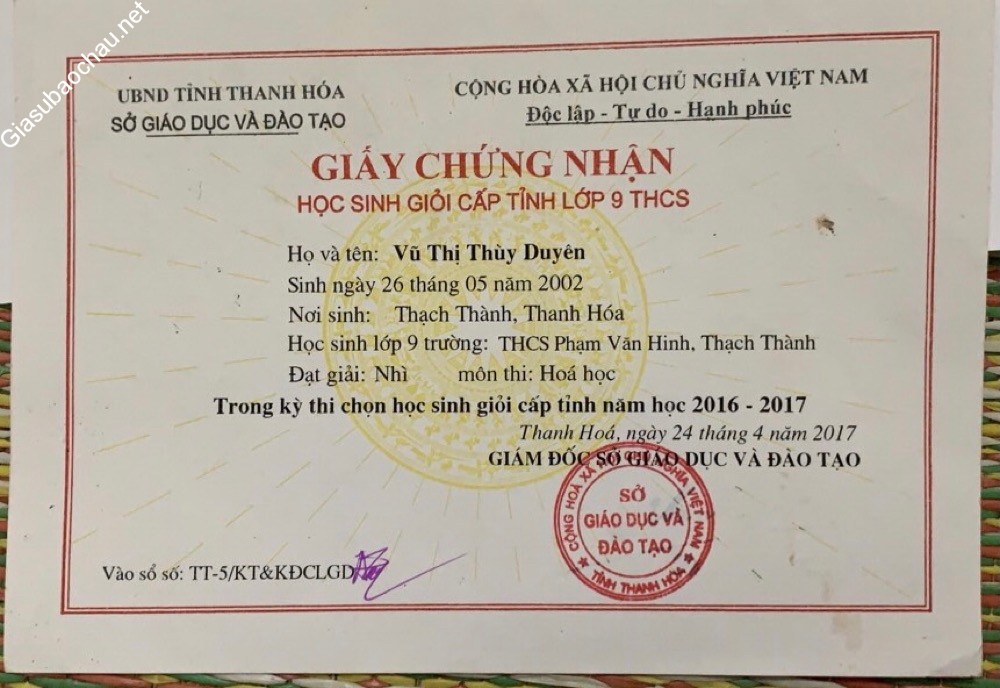 Giasubaochau.net
UBND TỈNH THANH HÓA
SỞ GIÁO DỤC VÀ ĐÀO TẠO
CỘNG HÒA XÃ HỘI CHỦ NGHĨA VIỆT NAM
Độc lập - Tự do - Hạnh phúc
GIẤY CHỨNG NHẬN
HỌC SINH GIỎI CẤP TỈNH LỚP 9 THCS
Họ và tên: Vũ Thị Thùy Duyên
Sinh ngày 26 tháng 05 năm 2002
Nơi sinh: Thạch Thành, Thanh Hóa
Học sinh lớp 9 trường: THCS Phạm Văn Hinh, Thạch Thành
Đạt giải: Nhì môn thi: Hoá học
Trong kỳ thi chọn học sinh giỏi cấp tỉnh năm học 2016 - 2017
Thanh Hoá, ngày 24 tháng 4 năm 2017
GIÁM ĐỐC SỞ GIÁO DỤC VÀ ĐÀO TẠO
CỘNG HOÀ XÃ HỘI CHỦ NGHĨA VIỆT NAM
SỞ
GIÁO DỤC VÀ
ĐÀO TẠO
TỈNH THANH HÓA
Vào sổ số: TT-5/KT&KĐCLGD